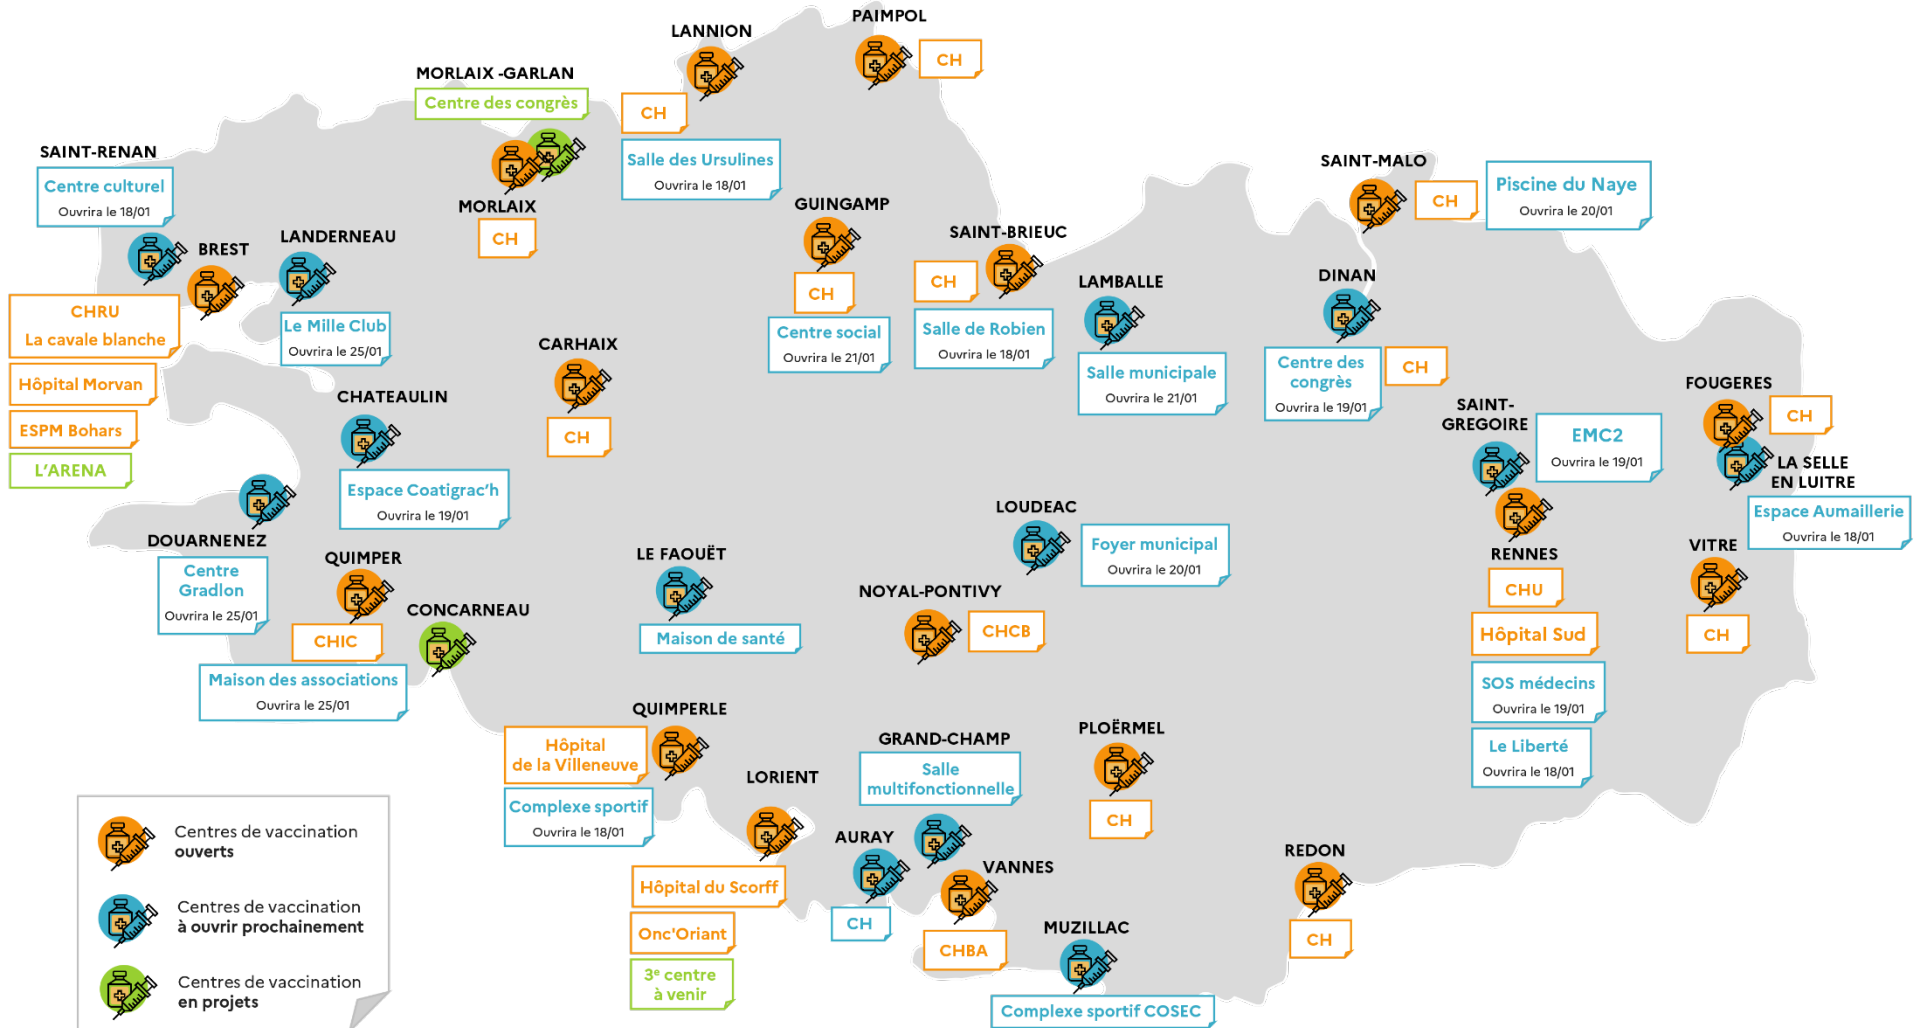 PAIMPOL
CH
LANNION
CH
Salle des Ursulines
Ouvrira le 18/01
MORLAIX -GARLAN
Centre des congrès
MORLAIX
CH
SAINT-RENAN
Centre culturel
Ouvrira le 18/01
BREST
CHRU
La cavale blanche
Hôpital Morvan
ESPM Bohars
L'ARENA
LANDERNEAU
Le Mille Club
Ouvrira le 25/01
GUINGAMP
CH
Centre social
Ouvrira le 21/01
SAINT-BRIEUC
CH
Salle de Robien
Ouvrira le 18/01
LAMBALLE
Salle municipale
Ouvrira le 21/01
SAINT-MALO
CH
Piscine du Naye
Ouvrira le 20/01
DINAN
Centre des
congrès
Ouvrira le 19/01
CH
CARHAIX
CH
CHATEAULIN
Espace Coatigrac'h
Ouvrira le 19/01
FOUGERES
CH
LA SELLE
EN LUITRE
Espace Aumaillerie
Ouvrira le 18/01
SAINT-
GREGOIRE
EMC2
Ouvrira le 19/01
RENNES
CHU
Hôpital Sud
SOS médecins
Ouvrira le 19/01
Le Liberté
Ouvrira le 18/01
VITRE
CH
DOUARNENEZ
Centre
Gradlon
Ouvrira le 25/01
QUIMPER
CHIC
Maison des associations
Ouvrira le 25/01
CONCARNEAU
LE FAOUËT
Maison de santé
LOUDEAC
Foyer municipal
Ouvrira le 20/01
NOYAL-PONTIVY
CHCB
QUIMPERLE
Hôpital
de la Villeneuve
Complexe sportif
Ouvrira le 18/01
LORIENT
Hôpital du Scorff
Onc'Oriant
3e centre
à venir
GRAND-CHAMP
Salle
multifonctionnelle
AURAY
CH
VANNES
CHBA
PLOËRMEL
CH
MUZILLAC
Complexe sportif COSEC
REDON
CH
Centres de vaccination
ouverts
Centres de vaccination
à ouvrir prochainement
Centres de vaccination
en projets